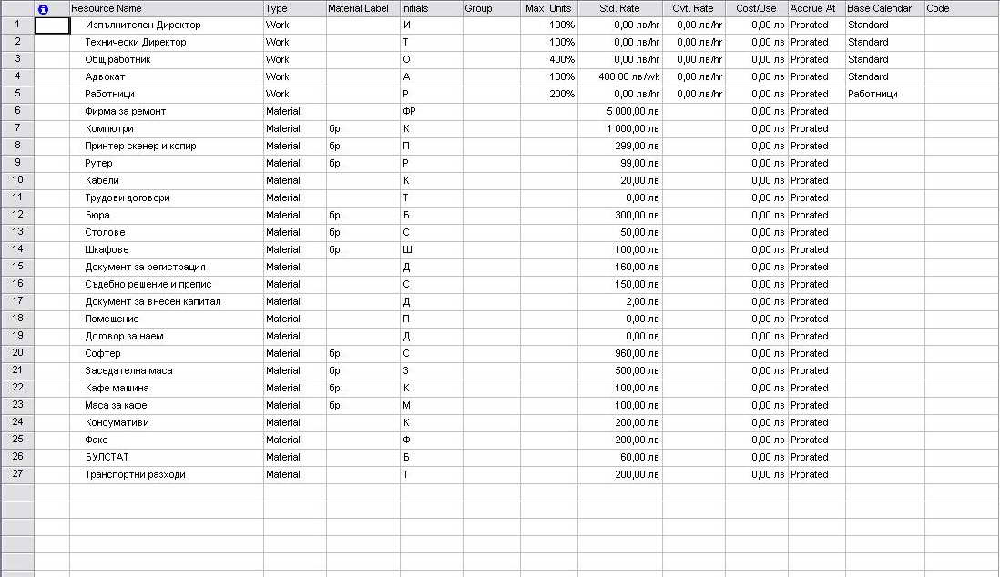 Resource Name Type Material Label Initials Group Max. Units Std. Rate Ovt. Rate Cost/Use Accrue At Base Calendar Code
1 Изпълнителен Директор Work И 100% 0,00 лв/hr 0,00 лв/hr 0,00 лв Prorated Standard
2 Технически Директор Work Т 100% 0,00 лв/hr 0,00 лв/hr 0,00 лв Prorated Standard
3 Общ работник Work О 400% 0,00 лв/hr 0,00 лв/hr 0,00 лв Prorated Standard
4 Адвокат Work А 100% 400,00 лв/wk 0,00 лв/hr 0,00 лв Prorated Standard
5 Работници Work Р 200% 0,00 лв/hr 0,00 лв/hr 0,00 лв Prorated Работници
6 Фирма за ремонт Material ФР 5 000,00 лв 0,00 лв Prorated
7 Компютри Material бр. К 1 000,00 лв 0,00 лв Prorated
8 Принтер скенер и копир Material бр. П 299,00 лв 0,00 лв Prorated
9 Рутер Material бр. Р 99,00 лв 0,00 лв Prorated
10 Кабели Material К 20,00 лв 0,00 лв Prorated
11 Трудови договори Material Т 0,00 лв 0,00 лв Prorated
12 Бюра Material бр. Б 300,00 лв 0,00 лв Prorated
13 Столове Material бр. С 50,00 лв 0,00 лв Prorated
14 Шкафове Material бр. Ш 100,00 лв 0,00 лв Prorated
15 Документ за регистрация Material Д 160,00 лв 0,00 лв Prorated
16 Съдебно решение и препис Material С 150,00 лв 0,00 лв Prorated
17 Документ за внесен капитал Material Д 2,00 лв 0,00 лв Prorated
18 Помещение Material П 0,00 лв 0,00 лв Prorated
19 Договор за наем Material Д 0,00 лв 0,00 лв Prorated
20 Софтер Material бр. С 960,00 лв 0,00 лв Prorated
21 Заседателна маса Material бр. З 500,00 лв 0,00 лв Prorated
22 Кафе машина Material бр. К 100,00 лв 0,00 лв Prorated
23 Маса за кафе Material бр. М 100,00 лв 0,00 лв Prorated
24 Консумативи Material К 200,00 лв 0,00 лв Prorated
25 Факс Material Ф 200,00 лв 0,00 лв Prorated
26 БУЛСТАТ Material Б 60,00 лв 0,00 лв Prorated
27 Транспортни разходи Material Т 200,00 лв 0,00 лв Prorated